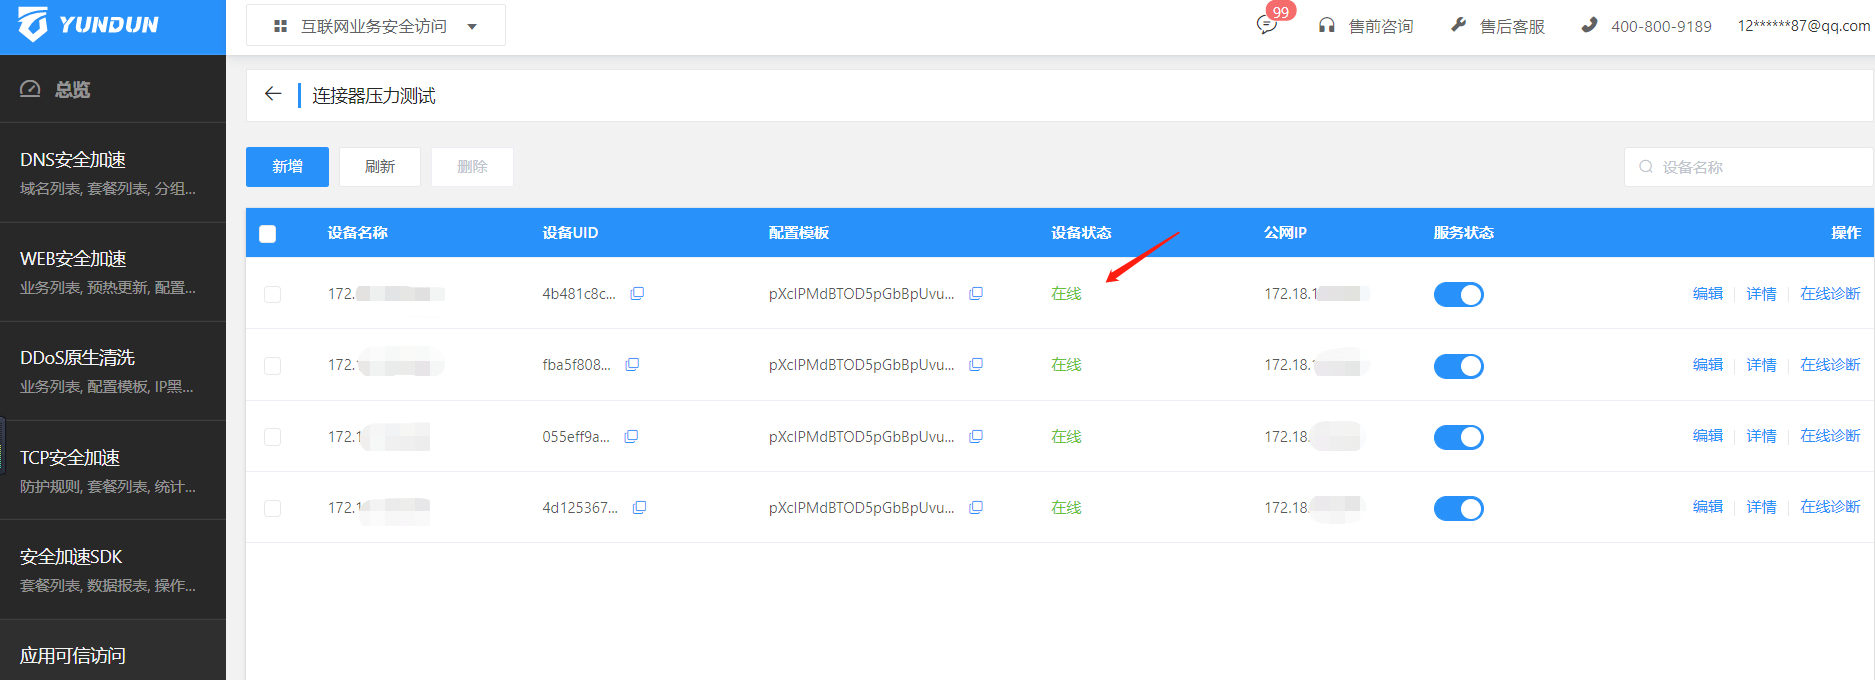 YUNDUN
互联网业务安全访问
99
售前咨询
售后客服
400-800-9189
12******87@qq.com
总览
DNS安全加速
域名列表, 套餐列表, 分组...
WEB安全加速
业务列表, 预热更新, 配置...
DDoS原生清洗
业务列表, 配置模板, IP黑...
TCP安全加速
防护规则, 套餐列表, 统计...
安全加速SDK
套餐列表, 数据报表, 操作...
应用可信访问
连接器压力测试
新增 刷新 删除
设备名称
设备名称 设备UID 配置模板 设备状态 公网IP 服务状态 操作
172. 4b481c8c... pXcIPMdBTOD5pGbBpUvu... 在线 172.18.1 编辑 详情 在线诊断
172. fba5f808... pXcIPMdBTOD5pGbBpUvu... 在线 172.18. 编辑 详情 在线诊断
172.1 055eff9a... pXcIPMdBTOD5pGbBpUvu... 在线 172.18. 编辑 详情 在线诊断
172.1 4d125367... pXcIPMdBTOD5pGbBpUvu... 在线 172.18. 编辑 详情 在线诊断